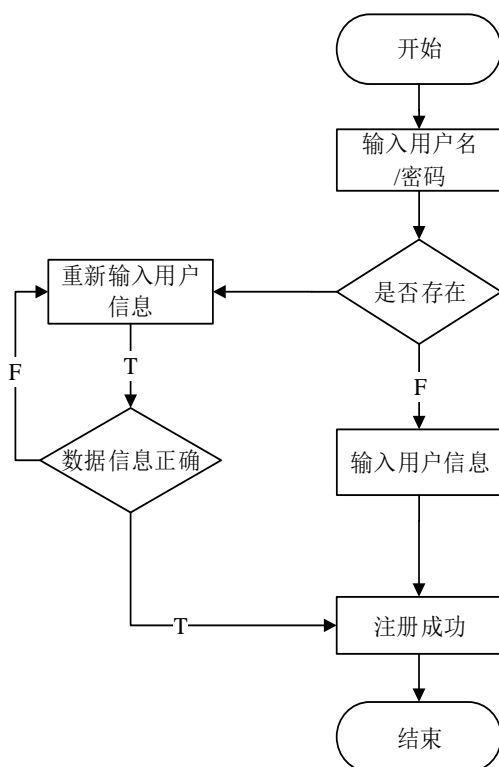 开始
输入用户名
/密码
是否存在
重新输入用户
信息
T
F
F
数据信息正确
输入用户信息
T
注册成功
结束